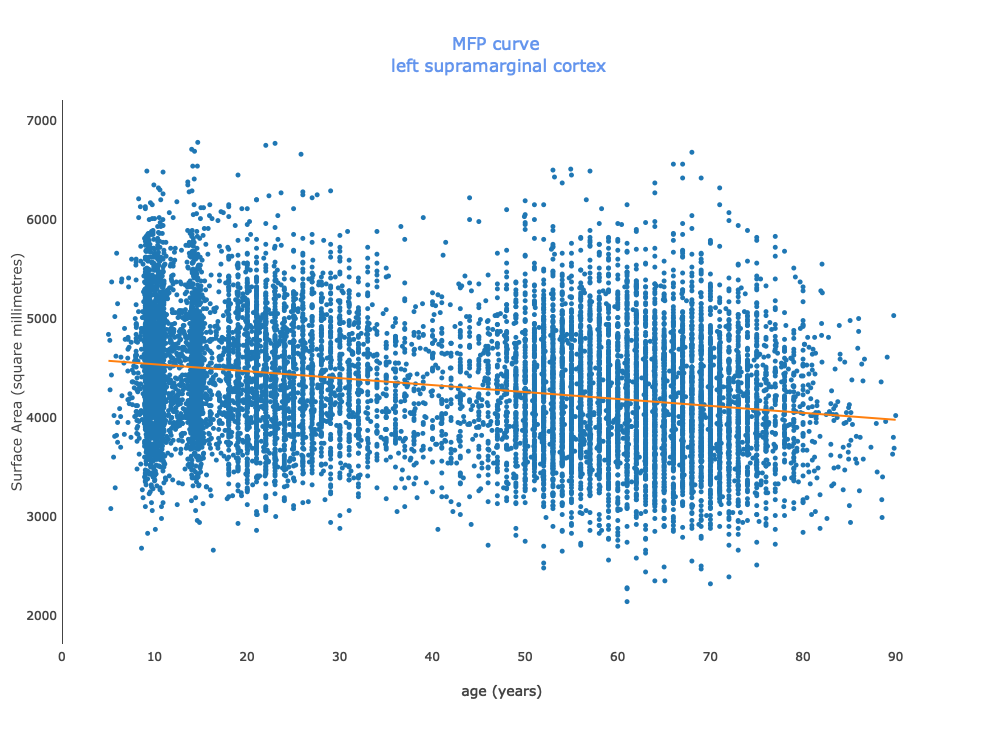 MFP curve
left supramarginal cortex
Surface Area (square millimetres)
7000
6000
5000
4000
3000
2000
0 10 20 30 40 50 60 70 80 90
age (years)